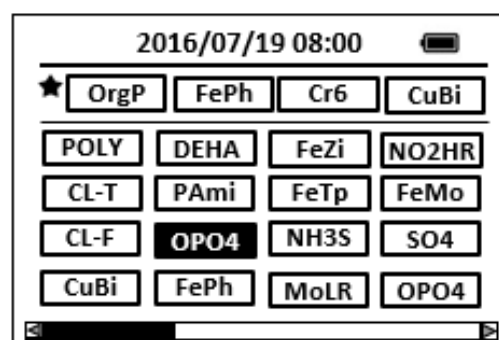 2016/07/19 08:00
OrgP FePh Cr6 CuBi
POLY DEHA FeZi NO2HR
CL-T PAmi FeTp FeMo
CL-F OPO4 NH3S SO4
CuBi FePh MoLR OPO4